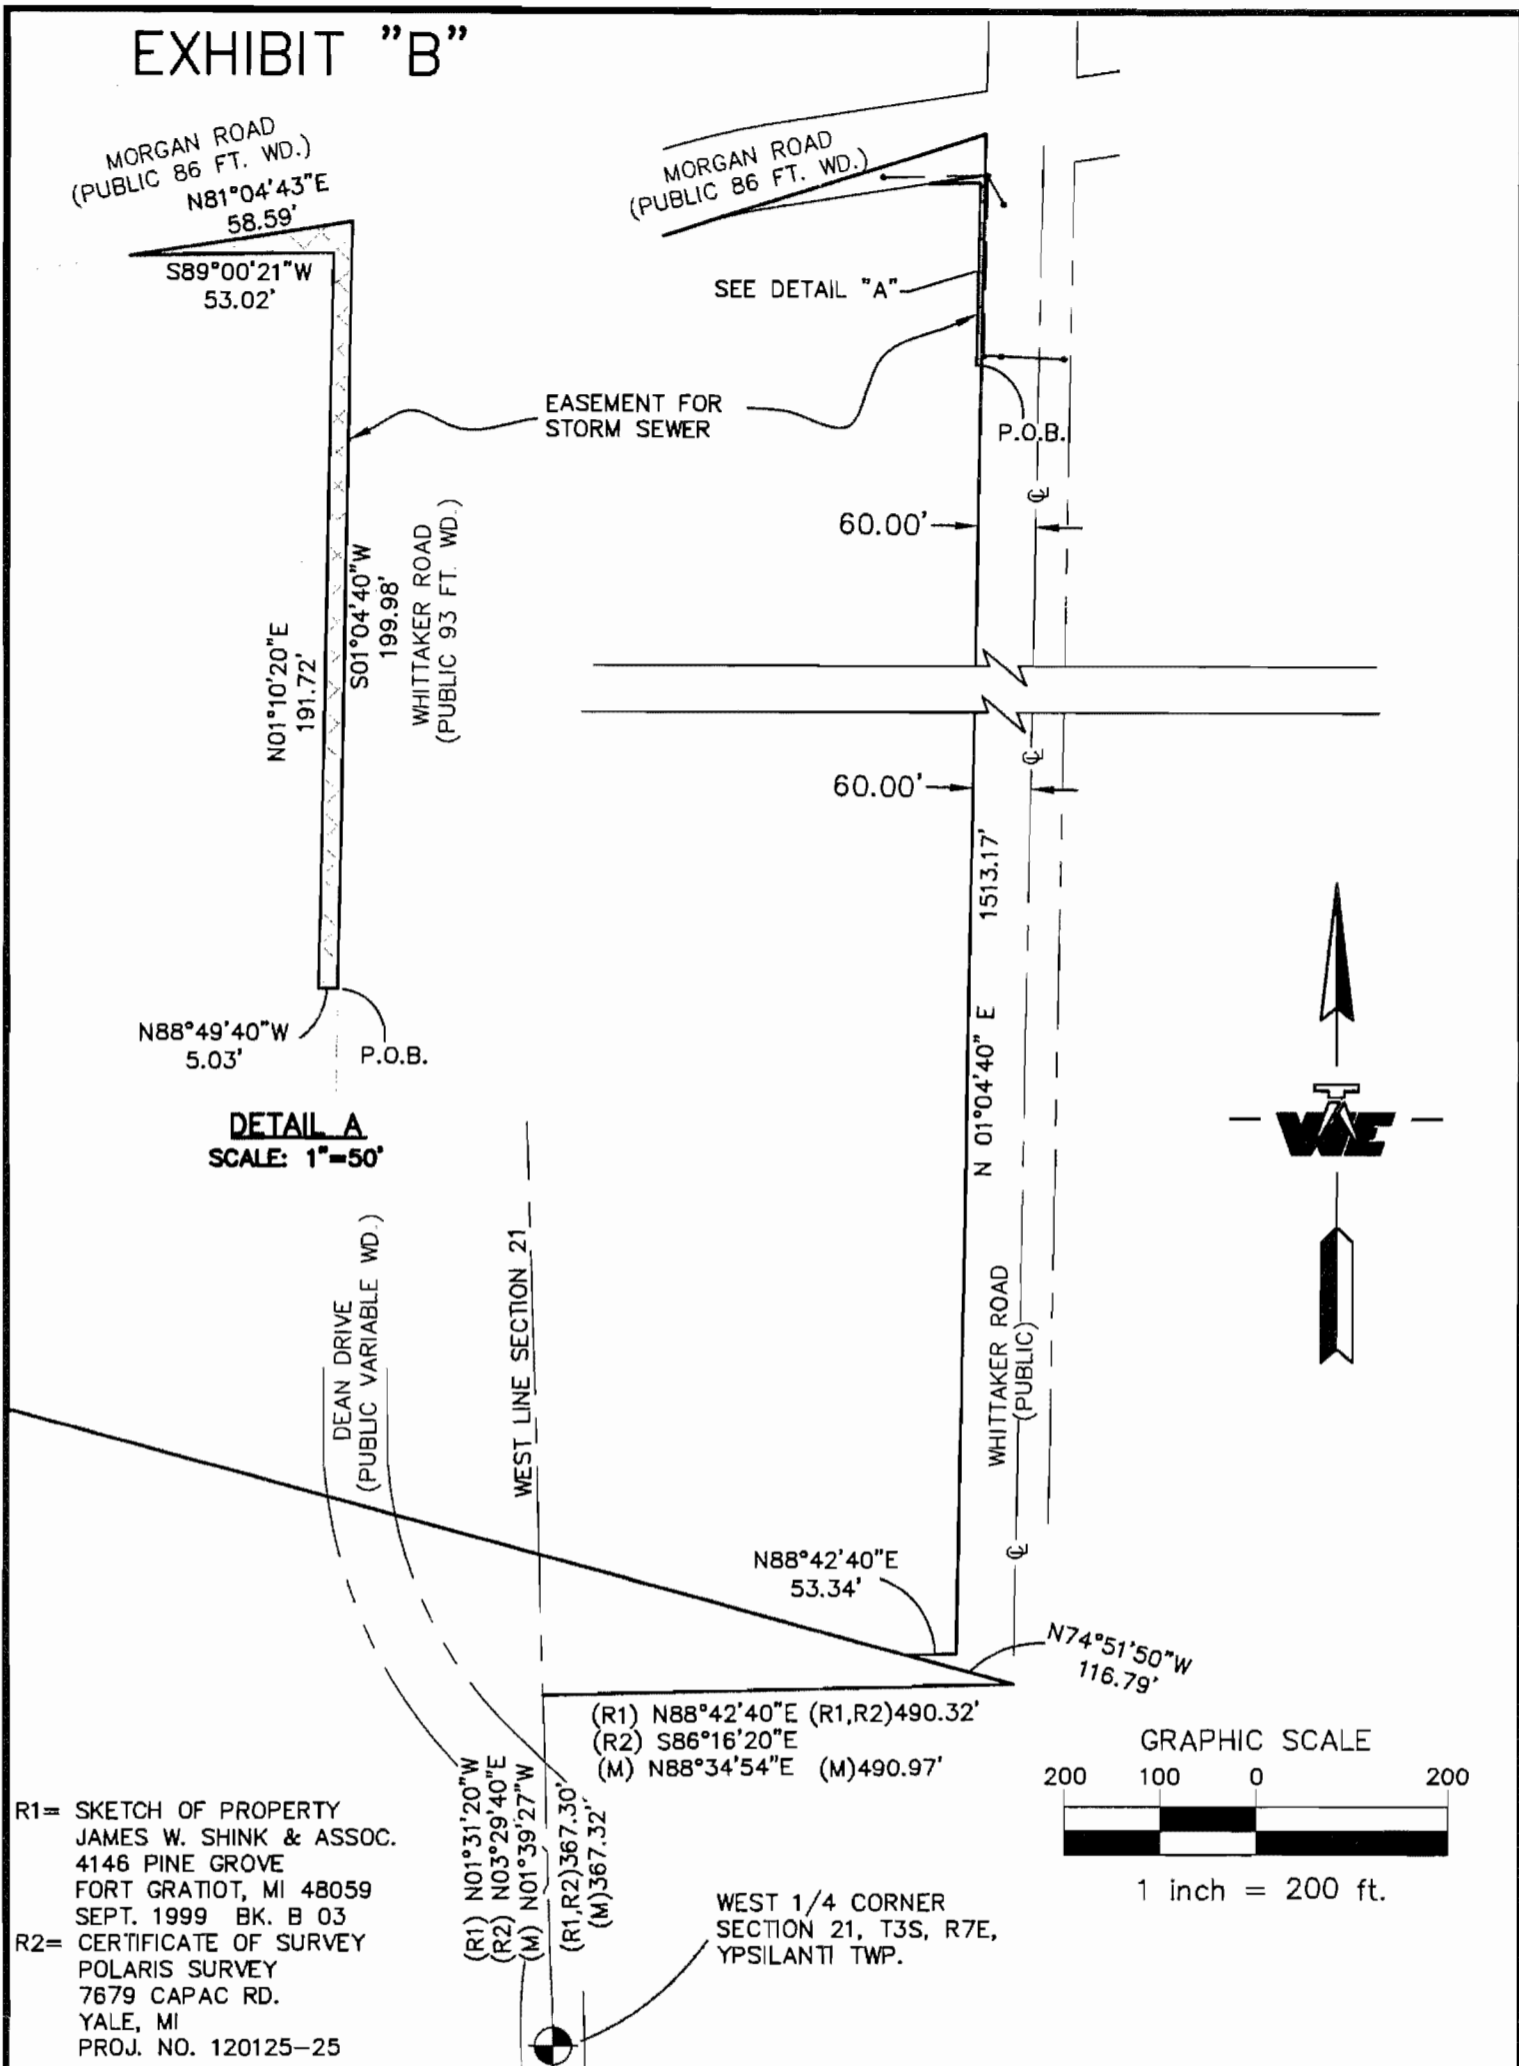 EXHIBIT "B"
MORGAN ROAD
(PUBLIC 86 FT. WD.)
N81°04'43"E
58.59'
S89°00'21"W
53.02'
MORGAN ROAD
(PUBLIC 86 FT. WD.)
SEE DETAIL "A"
EASEMENT FOR
STORM SEWER
P.O.B.
℄
60.00'
N01°10'20"E
191.72'
S01°04'40"W
199.98'
WHITTAKER ROAD
(PUBLIC 93 FT. WD.)
℄
60.00'
N 01°04'40" E 1513.17'
N88°49'40"W
5.03'
P.O.B.
DETAIL A
SCALE: 1"=50'
WE
DEAN DRIVE
(PUBLIC VARIABLE WD.)
WEST LINE SECTION 21
WHITTAKER ROAD
(PUBLIC)
℄
N88°42'40"E
53.34'
N74°51'50"W
116.79'
(R1) N88°42'40"E (R1,R2)490.32'
(R2) S86°16'20"E
(M) N88°34'54"E (M)490.97'
(R1) N01°31'20"W
(R2) N03°29'40"E
(M) N01°39'27"W
(R1,R2)367.30'
(M)367.32'
GRAPHIC SCALE
200 100 0 200
1 inch = 200 ft.
R1= SKETCH OF PROPERTY
JAMES W. SHINK & ASSOC.
4146 PINE GROVE
FORT GRATIOT, MI 48059
SEPT. 1999 BK. B 03
R2= CERTIFICATE OF SURVEY
POLARIS SURVEY
7679 CAPAC RD.
YALE, MI
PROJ. NO. 120125-25
WEST 1/4 CORNER
SECTION 21, T3S, R7E,
YPSILANTI TWP.